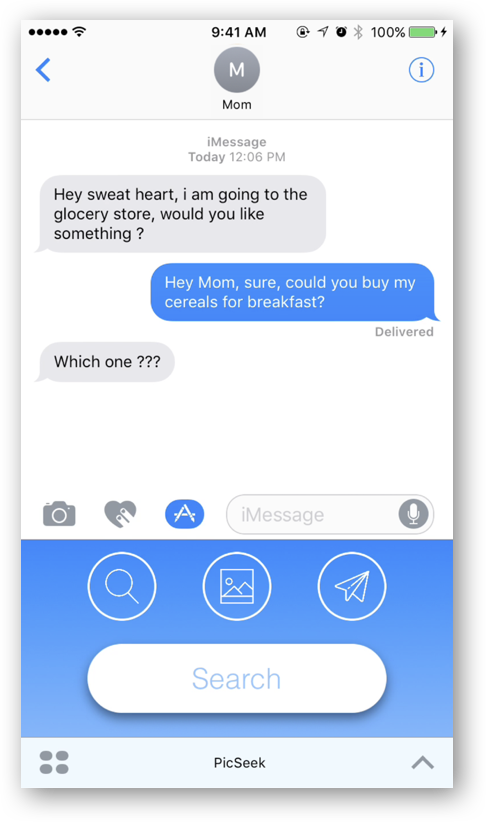 9:41 AM 100%
M
Mom
iMessage
Today 12:06 PM
Hey sweat heart, i am going to the
glocery store, would you like
something ?
Hey Mom, sure, could you buy my
cereals for breakfast?
Delivered
Which one ???
iMessage
Search
PicSeek